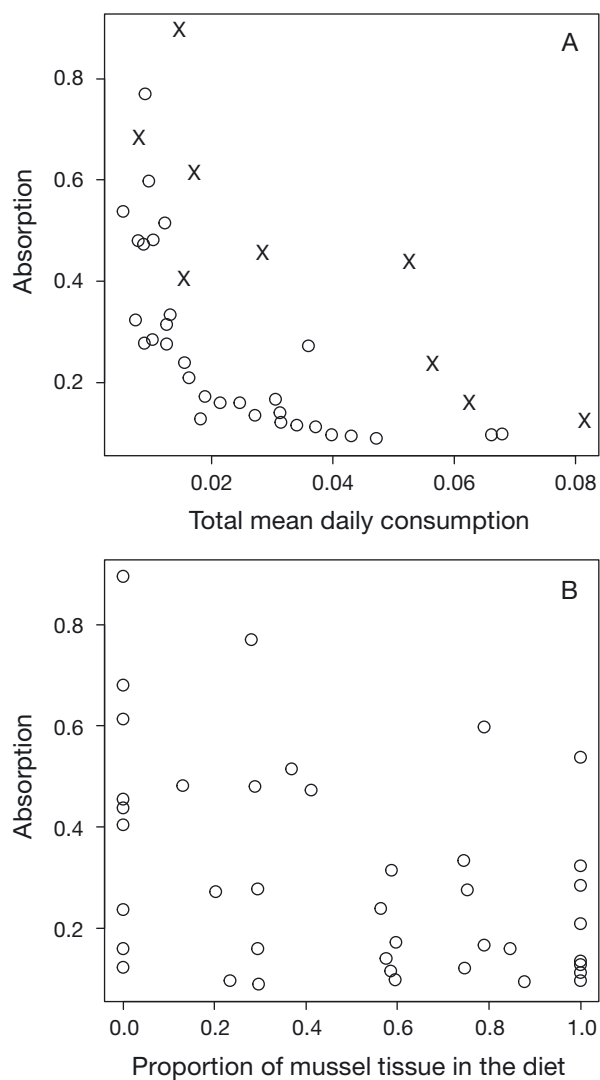 A
0.8
0.6
0.4
0.2
Absorption
X
X
X
X
X
X
X
X
X
0.02 0.04 0.06 0.08
Total mean daily consumption
B
0.8
0.6
0.4
0.2
Absorption
0.0 0.2 0.4 0.6 0.8 1.0
Proportion of mussel tissue in the diet